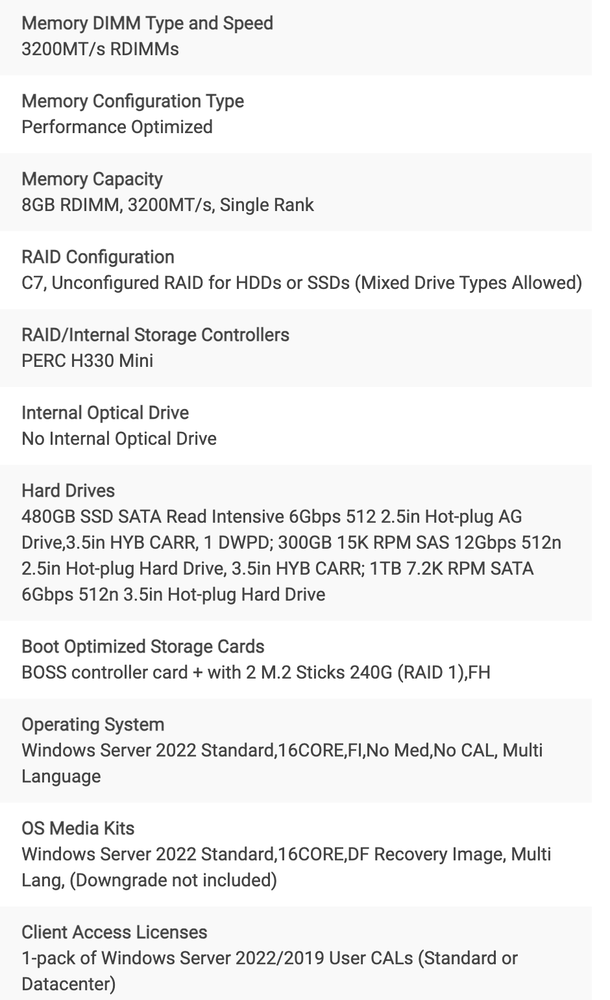 Memory DIMM Type and Speed
3200MT/s RDIMMs
Memory Configuration Type
Performance Optimized
Memory Capacity
8GB RDIMM, 3200MT/s, Single Rank
RAID Configuration
C7, Unconfigured RAID for HDDs or SSDs (Mixed Drive Types Allowed)
RAID/Internal Storage Controllers
PERC H330 Mini
Internal Optical Drive
No Internal Optical Drive
Hard Drives
480GB SSD SATA Read Intensive 6Gbps 512 2.5in Hot-plug AG
Drive,3.5in HYB CARR, 1 DWPD; 300GB 15K RPM SAS 12Gbps 512n
2.5in Hot-plug Hard Drive, 3.5in HYB CARR; 1TB 7.2K RPM SATA
6Gbps 512n 3.5in Hot-plug Hard Drive
Boot Optimized Storage Cards
BOSS controller card + with 2 M.2 Sticks 240G (RAID 1),FH
Operating System
Windows Server 2022 Standard,16CORE,FI,No Med,No CAL, Multi
Language
OS Media Kits
Windows Server 2022 Standard,16CORE,DF Recovery Image, Multi
Lang, (Downgrade not included)
Client Access Licenses
1-pack of Windows Server 2022/2019 User CALs (Standard or
Datacenter)